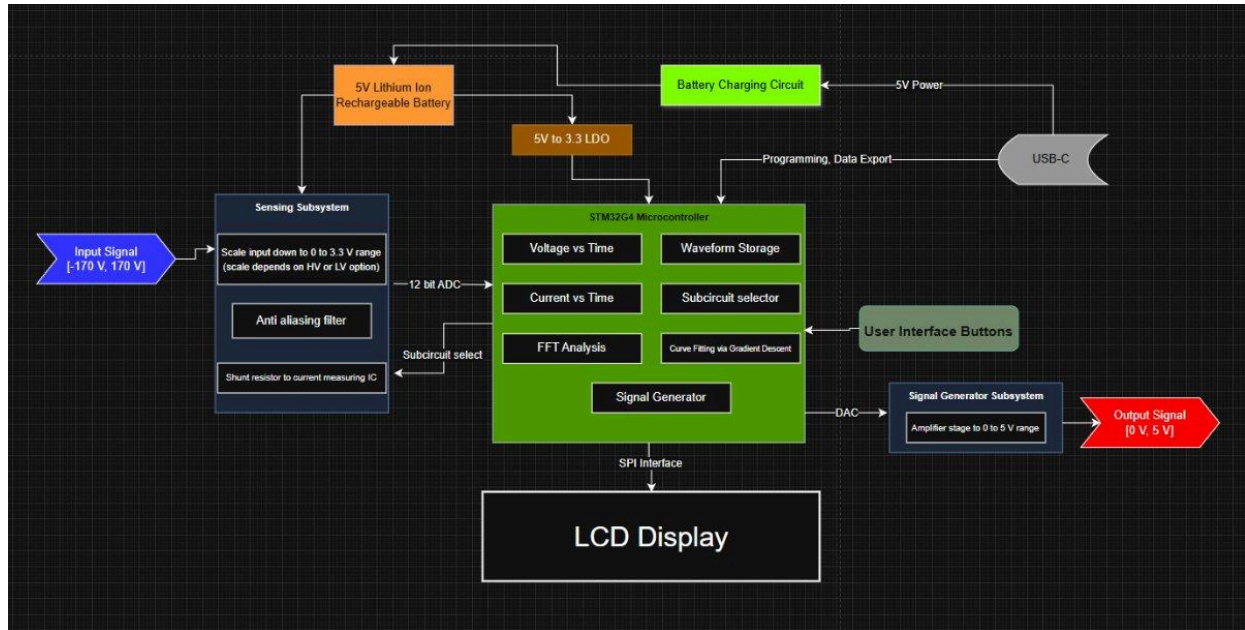 5V Lithium Ion
Rechargeable Battery
Battery Charging Circuit
5V Power
5V to 3.3 LDO
USB-C
Programming, Data Export
Sensing Subsystem
STM32G4 Microcontroller
Input Signal
[-170 V, 170 V]
Scale input down to 0 to 3.3 V range
(scale depends on HV or LV option)
Voltage vs Time
Waveform Storage
12 bit ADC
Current vs Time
Subcircuit selector
Anti aliasing filter
User Interface Buttons
FFT Analysis
Curve Fitting via Gradient Descent
Subcircuit select
Shunt resistor to current measuring IC
Signal Generator
DAC
Signal Generator Subsystem
Amplifier stage to 0 to 5 V range
Output Signal
[0 V, 5 V]
SPI Interface
LCD Display